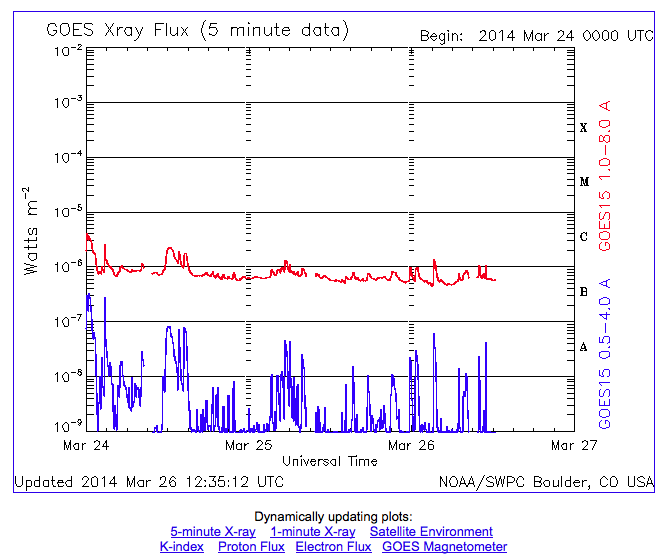 GOES Xray Flux (5 minute data)
Begin: 2014 Mar 24 0000 UTC
10-2
10-3
10-4
10-5
10-6
10-7
10-8
10-9
Watts m-2
X
M
C
B
A
GOES15 1.0-8.0 A
GOES15 0.5-4.0 A
Mar 24 Mar 25 Mar 26 Mar 27
Universal Time
Updated 2014 Mar 26 12:35:12 UTC
NOAA/SWPC Boulder, CO USA
Dynamically updating plots:
5-minute X-ray 1-minute X-ray Satellite Environment
K-index Proton Flux Electron Flux GOES Magnetometer